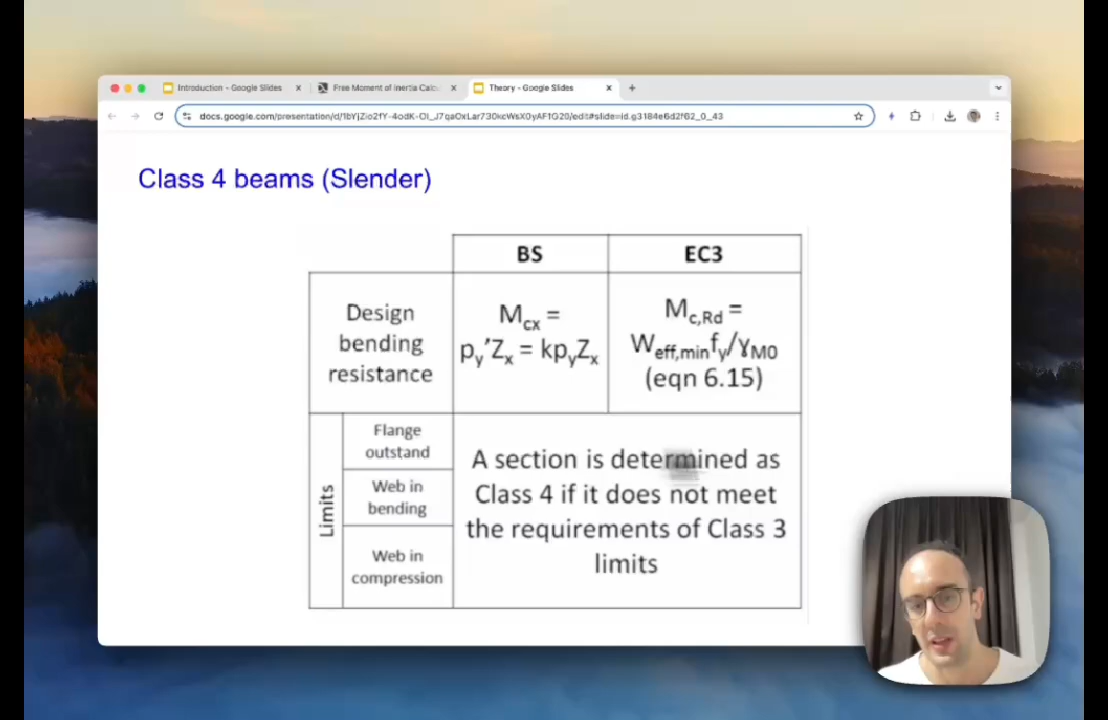 Introduction - Google Slides
Free Moment of Inertia Calc
Theory - Google Slides
Class 4 beams (Slender)
BS
EC3
Design
bending
resistance
Mcx =
py'Zx = kpyZx
Mc,Rd =
Weff,minfy/γM0
(eqn 6.15)
Limits
Flange
outstand
Web in
bending
Web in
compression
A section is determined as
Class 4 if it does not meet
the requirements of Class 3
limits